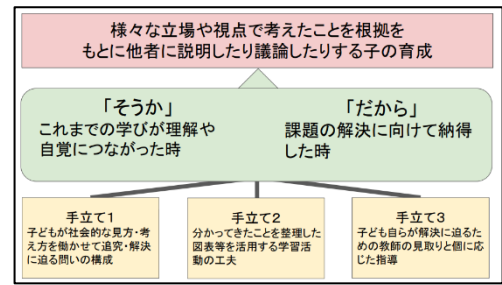 様々な立場や視点で考えたことを根拠を
もとに他者に説明したり議論したりする子の育成
「そうか」
これまでの学びが理解や
自覚につながった時
「だから」
課題の解決に向けて納得
した時
手立て1
子どもが社会的な見方・考
え方を働かせて追究・解決
に迫る問いの構成
手立て2
分かってきたことを整理した
図表等を活用する学習活
動の工夫
手立て3
子ども自らが解決に迫るた
めの教師の見取りと個に応
じた指導